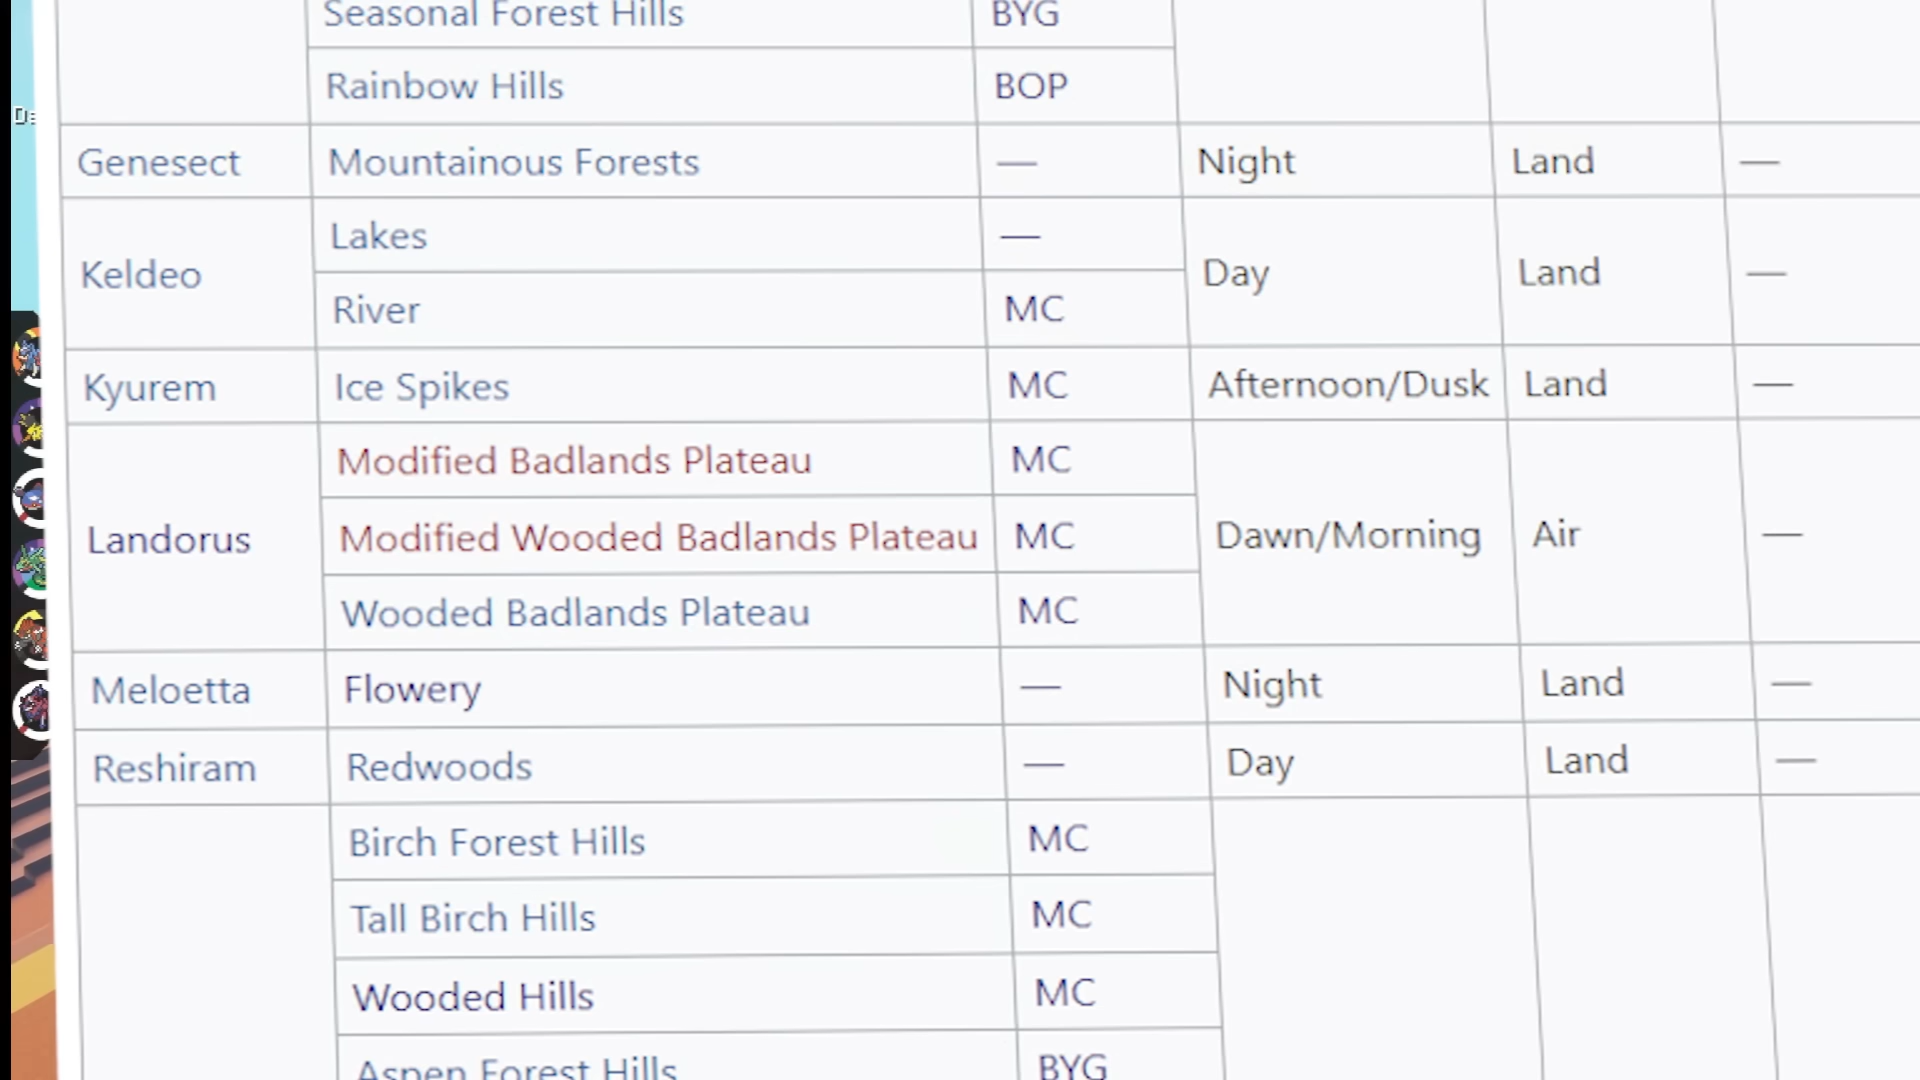 Seasonal Forest Hills BYG
Rainbow Hills BOP
De
Genesect Mountainous Forests — Night Land —
Lakes —
Keldeo Day Land —
River MC
Kyurem Ice Spikes MC Afternoon/Dusk Land —
Modified Badlands Plateau MC
Landorus Modified Wooded Badlands Plateau MC Dawn/Morning Air —
Wooded Badlands Plateau MC
Meloetta Flowery — Night Land —
Reshiram Redwoods — Day Land —
Birch Forest Hills MC
Tall Birch Hills MC
Wooded Hills MC
Aspen Forest Hills BYG